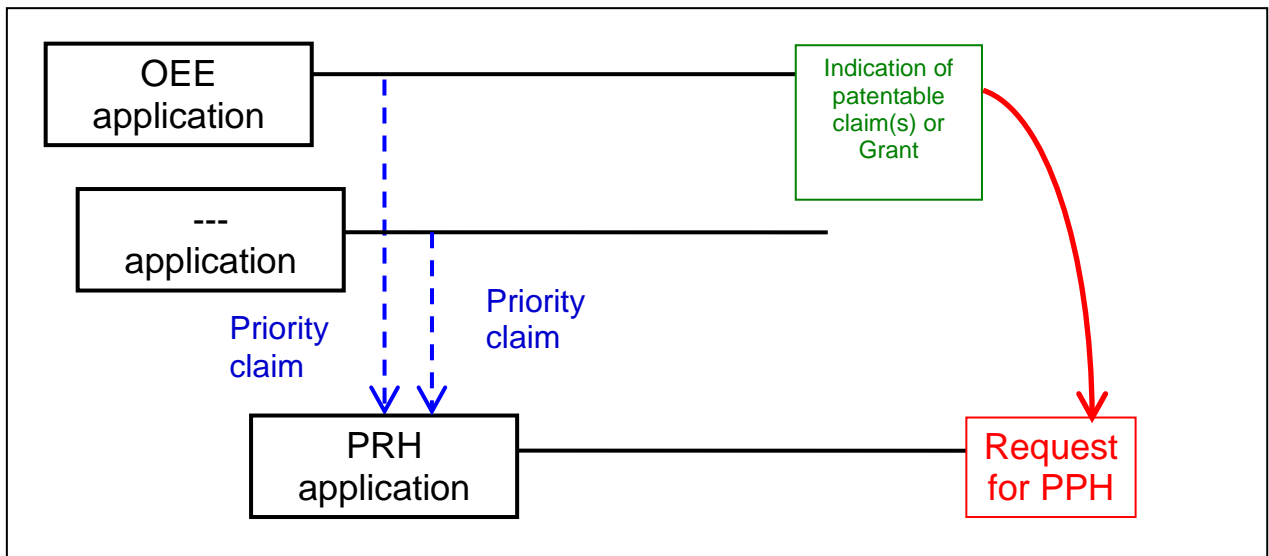 OEE
application
Indication of
patentable
claim(s) or
Grant
---
application
Priority
claim
Priority
claim
PRH
application
Request
for PPH